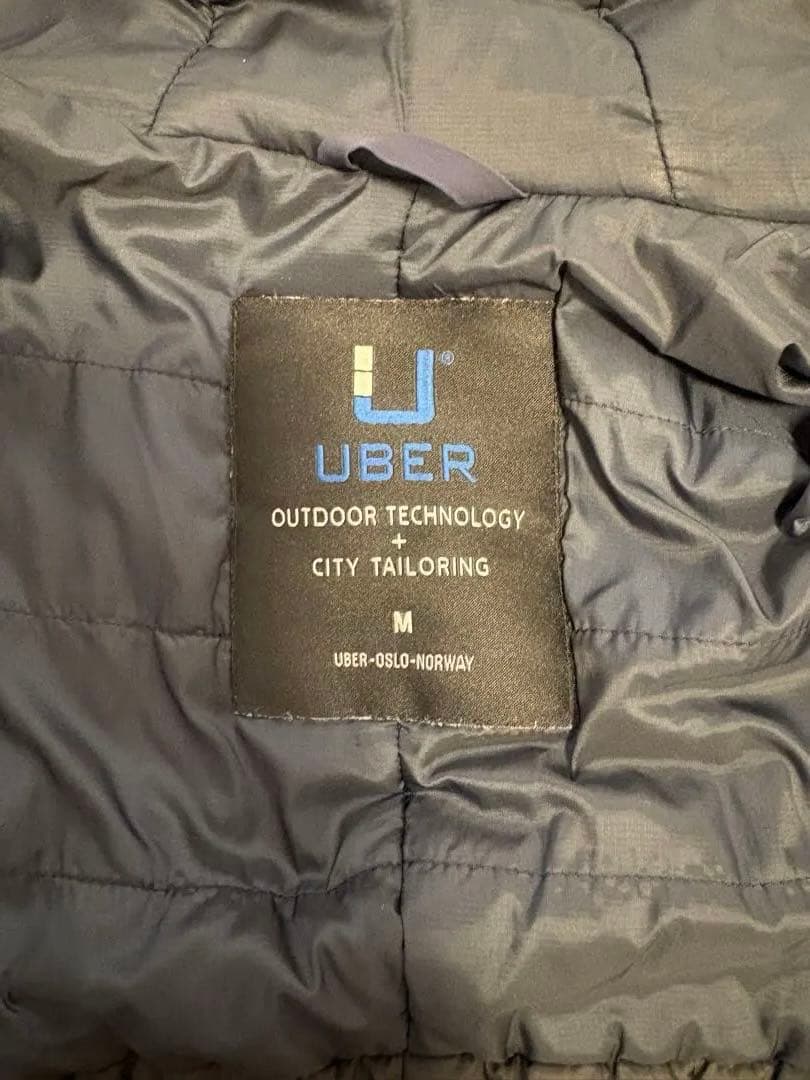 U®
UBER
OUTDOOR TECHNOLOGY
+
CITY TAILORING
M
UBER-OSLO-NORWAY